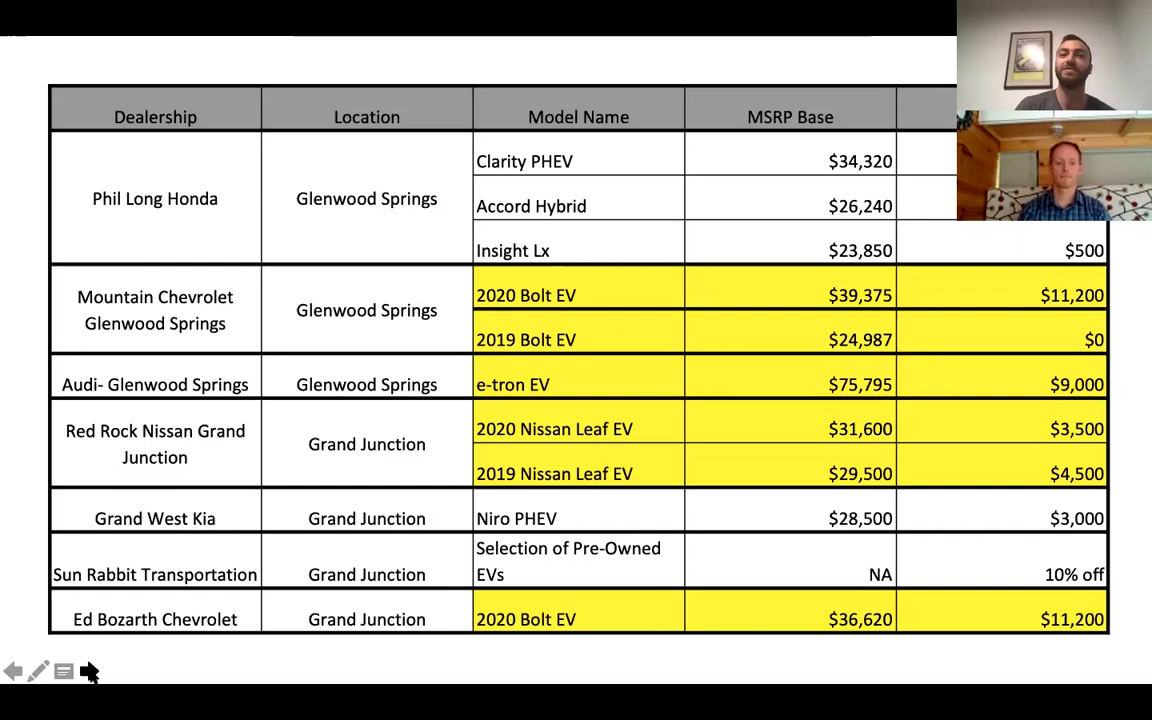 Dealership Location Model Name MSRP Base
Phil Long Honda Glenwood Springs Clarity PHEV $34,320
Accord Hybrid $26,240
Insight Lx $23,850 $500
Mountain Chevrolet
Glenwood Springs Glenwood Springs 2020 Bolt EV $39,375 $11,200
2019 Bolt EV $24,987 $0
Audi- Glenwood Springs Glenwood Springs e-tron EV $75,795 $9,000
Red Rock Nissan Grand
Junction Grand Junction 2020 Nissan Leaf EV $31,600 $3,500
2019 Nissan Leaf EV $29,500 $4,500
Grand West Kia Grand Junction Niro PHEV $28,500 $3,000
Sun Rabbit Transportation Grand Junction Selection of Pre-Owned
EVs NA 10% off
Ed Bozarth Chevrolet Grand Junction 2020 Bolt EV $36,620 $11,200